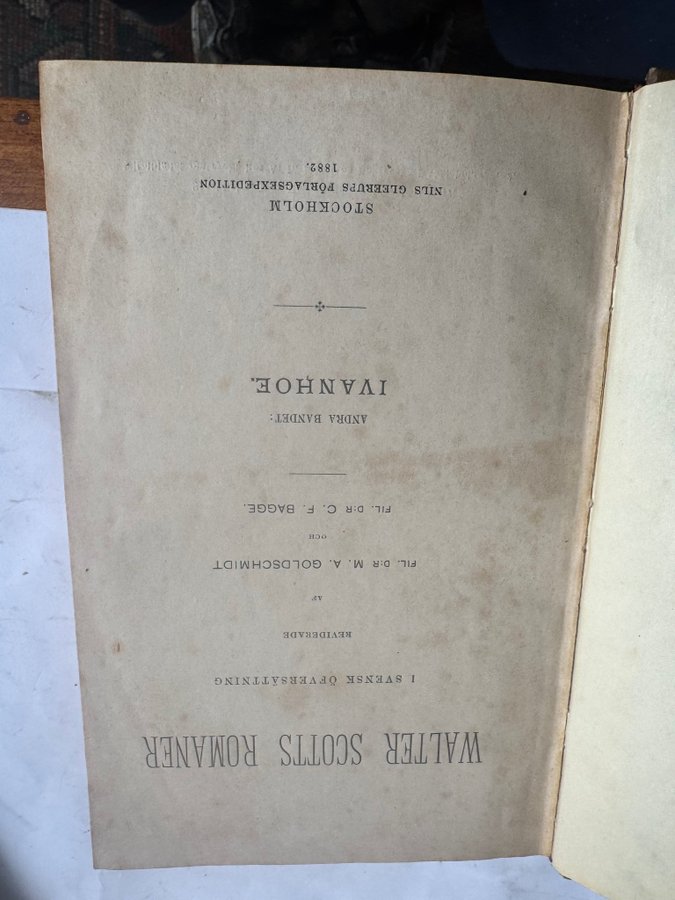 WALTER SCOTTS ROMANER
I SVENSK ÖFVERSÄTTNING
REVIDERADE
AF
FIL. D:R M. A. GOLDSCHMIDT
OCH
FIL. D:R C. F. BAGGE.
ANDRA BANDET:
IVANHOE.
STOCKHOLM
NILS GLEERUPS FÖRLAGSEXPEDITION
1882.